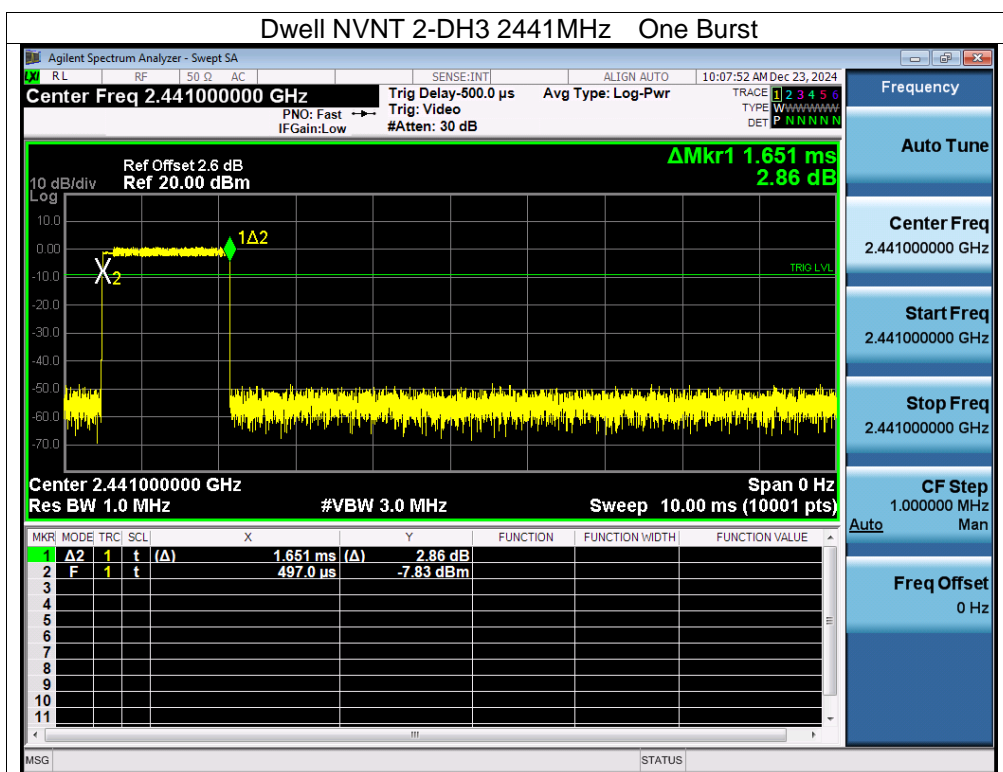 Dwell NVNT 2-DH3 2441MHz One Burst
Agilent Spectrum Analyzer - Swept SA
LXI RL RF 50 Ω AC SENSE:INT ALIGN AUTO 10:07:52 AM Dec 23, 2024
Center Freq 2.441000000 GHz
PNO: Fast
IFGain:Low
Trig Delay-500.0 µs
Trig: Video
#Atten: 30 dB
Avg Type: Log-Pwr
TRACE 1 2 3 4 5 6
TYPE WWWWWW
DET P N N N N N
Frequency
Auto Tune
Center Freq
2.441000000 GHz
Start Freq
2.441000000 GHz
Stop Freq
2.441000000 GHz
CF Step
1.000000 MHz
Auto Man
Freq Offset
0 Hz
ΔMkr1 1.651 ms
2.86 dB
Ref Offset 2.6 dB
10 dB/div Ref 20.00 dBm
Log
10.0
0.00
-10.0
-20.0
-30.0
-40.0
-50.0
-60.0
-70.0
1Δ2
2
TRIG LVL
Center 2.441000000 GHz Span 0 Hz
Res BW 1.0 MHz #VBW 3.0 MHz Sweep 10.00 ms (10001 pts)
MKR MODE TRC SCL X Y FUNCTION FUNCTION WIDTH FUNCTION VALUE
1 Δ2 1 t (Δ) 1.651 ms (Δ) 2.86 dB
2 F 1 t 497.0 µs -7.83 dBm
3
4
5
6
7
8
9
10
11
MSG STATUS